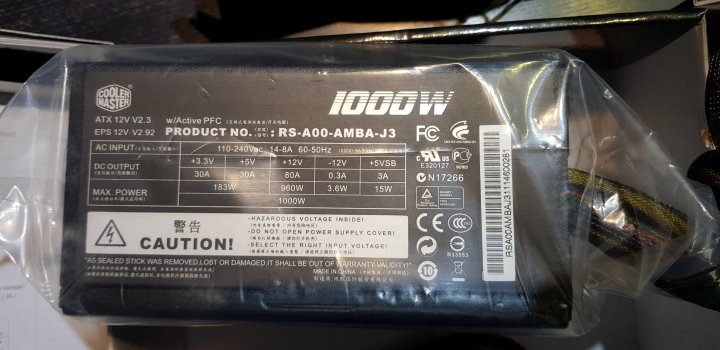 COOLER MASTER
1000W
ATX 12V V2.3
w/Active PFC
EPS 12V V2.92
PRODUCT NO. : RS-A00-AMBA-J3
AC INPUT
110-240Vac 14-8A 60-50Hz
DC OUTPUT +3.3V +5V +12V -12V +5VSB
30A 30A 80A 0.3A 3A
MAX. POWER 183W 960W 3.6W 15W
1000W
FC
E320127
N17266
RSA00AMBAJ31114600281
警告
CAUTION!
-HAZARDOUS VOLTAGE INSIDE!
-DO NOT OPEN POWER SUPPLY COVER!
-SELECT THE RIGHT INPUT VOLTAGE!
R33553
10
"AS SEALED STICK WAS REMOVED,LOST OR DAMAGED,IT SHALL BE OUT OF WARRANTY"
MADE IN CHINA